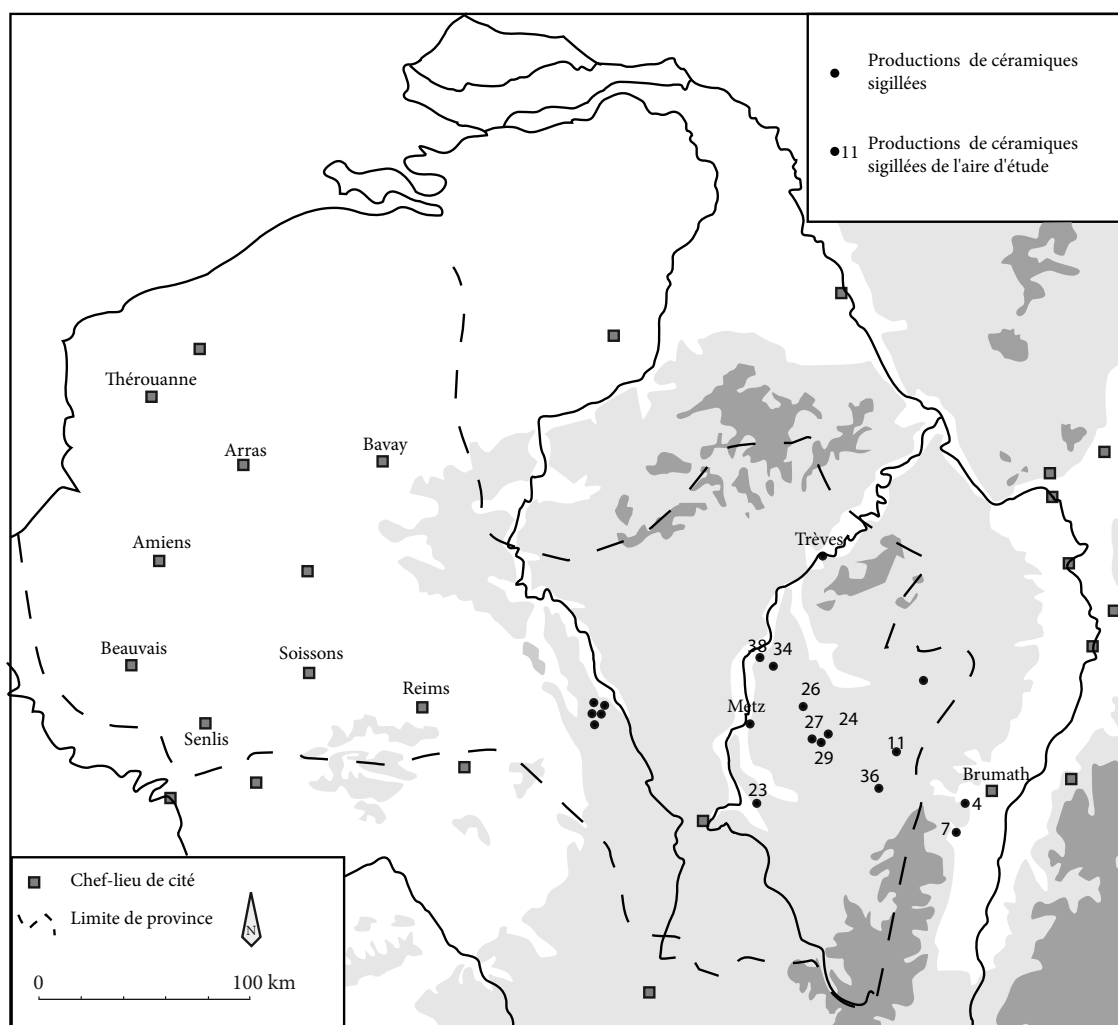 Productions de céramiques
sigillées
11 Productions de céramiques
sigillées de l'aire d'étude
Thérouanne
Arras
Bavay
Amiens
Trèves
Beauvais
Soissons
38
34
Reims
26
Metz
Senlis
27
24
29
11
36
Brumath
23
4
7
Chef-lieu de cité
Limite de province
N
0 100 km